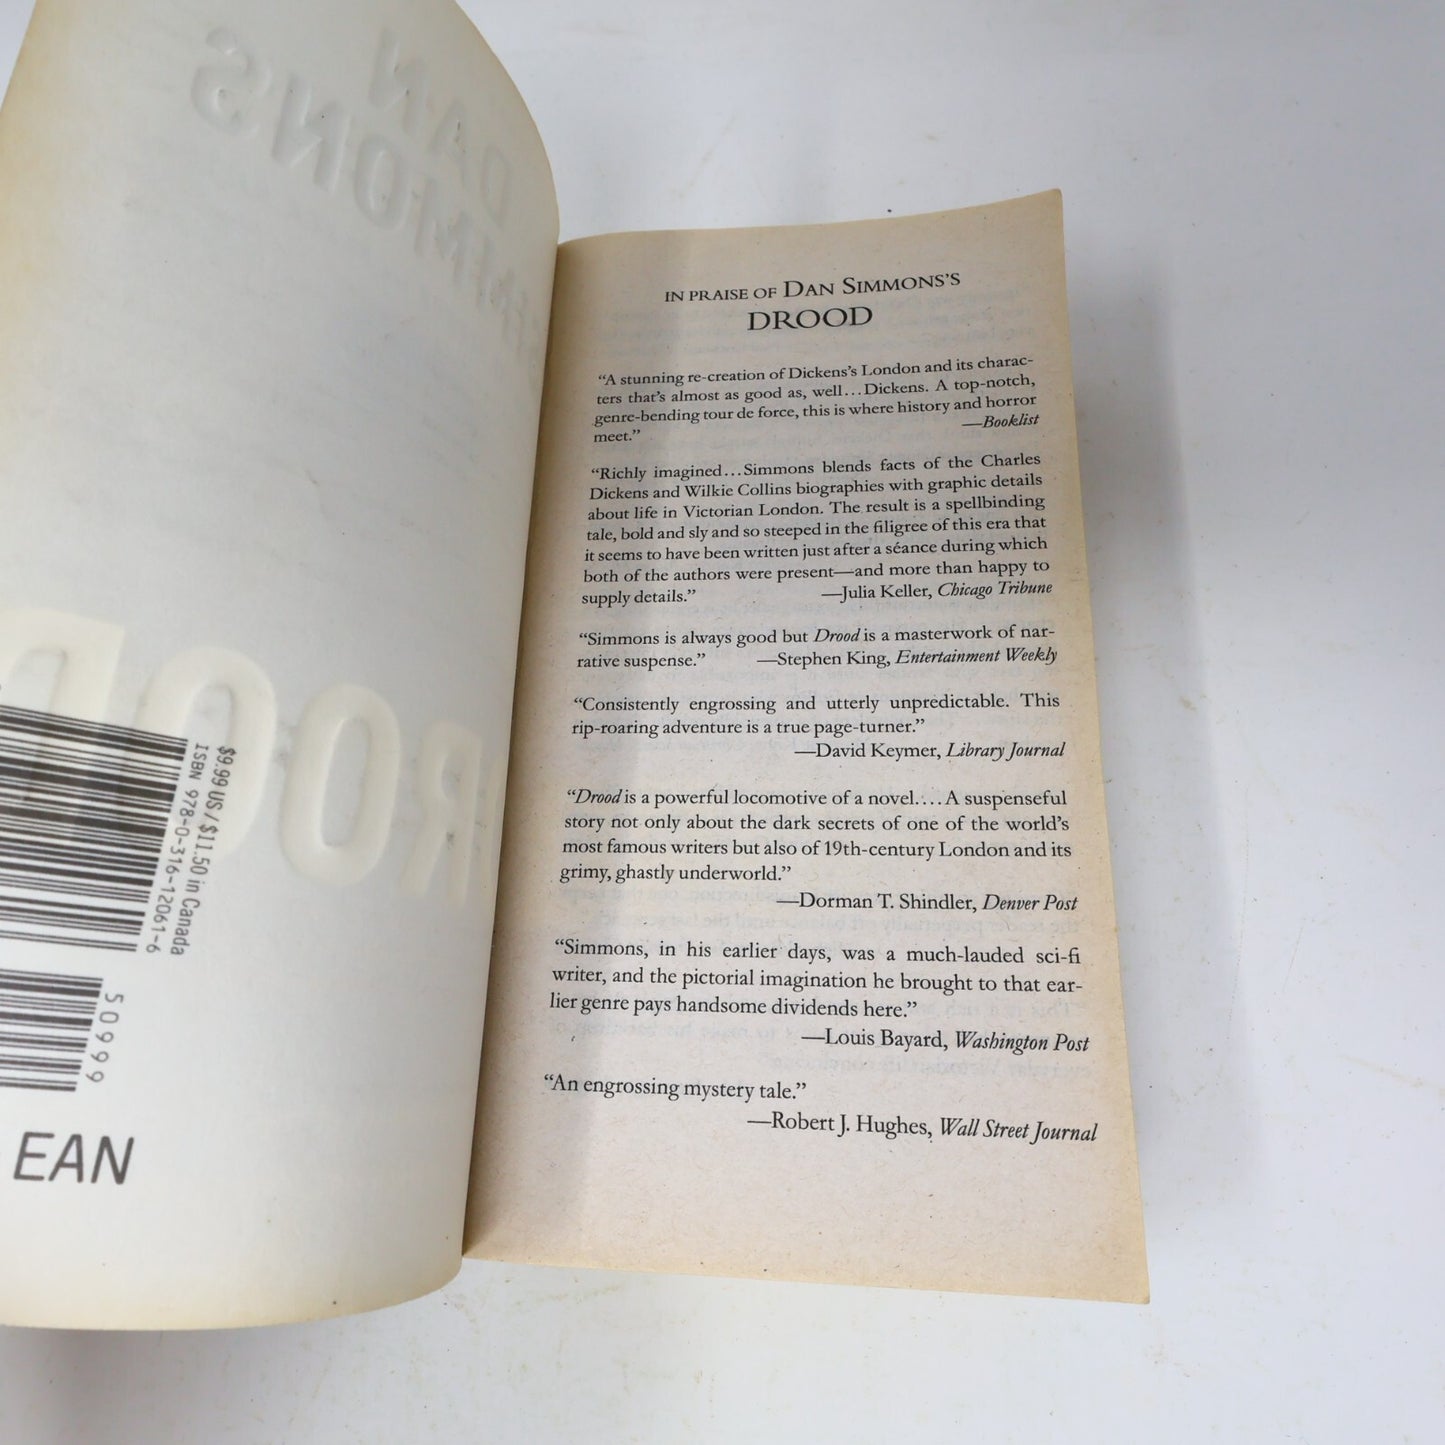 DAN
SIMMONS
DROOD
$9.99 US / $11.50 in Canada
ISBN 978-0-316-12061-6
50999
EAN
IN PRAISE OF DAN SIMMONS'S
DROOD
“A stunning re-creation of Dickens's London and its charac-
ters that's almost as good as, well...Dickens. A top-notch,
genre-bending tour de force, this is where history and horror
meet.” —Booklist
“Richly imagined...Simmons blends facts of the Charles
Dickens and Wilkie Collins biographies with graphic details
about life in Victorian London. The result is a spellbinding
tale, bold and sly and so steeped in the filigree of this era that
it seems to have been written just after a séance during which
both of the authors were present—and more than happy to
supply details.” —Julia Keller, Chicago Tribune
“Simmons is always good but Drood is a masterwork of nar-
rative suspense.” —Stephen King, Entertainment Weekly
“Consistently engrossing and utterly unpredictable. This
rip-roaring adventure is a true page-turner.”
—David Keymer, Library Journal
“Drood is a powerful locomotive of a novel.... A suspenseful
story not only about the dark secrets of one of the world's
most famous writers but also of 19th-century London and its
grimy, ghastly underworld.”
—Dorman T. Shindler, Denver Post
“Simmons, in his earlier days, was a much-lauded sci-fi
writer, and the pictorial imagination he brought to that ear-
lier genre pays handsome dividends here.”
—Louis Bayard, Washington Post
“An engrossing mystery tale.”
—Robert J. Hughes, Wall Street Journal